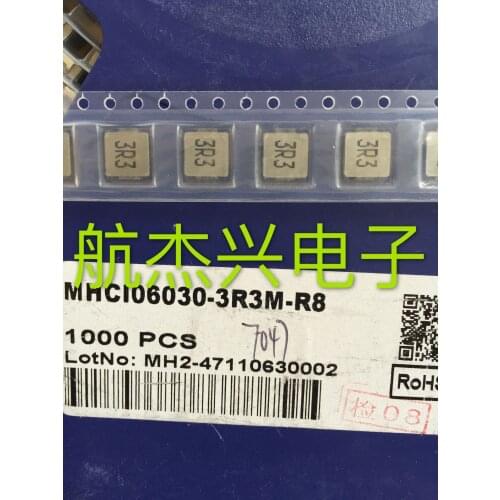 3R3 3R3 3R3 3R3
航杰兴电子
MHCI06030-3R3M-R8
1000 PCS
7047
LotNo: MH2-47110630002
RoHS
检08